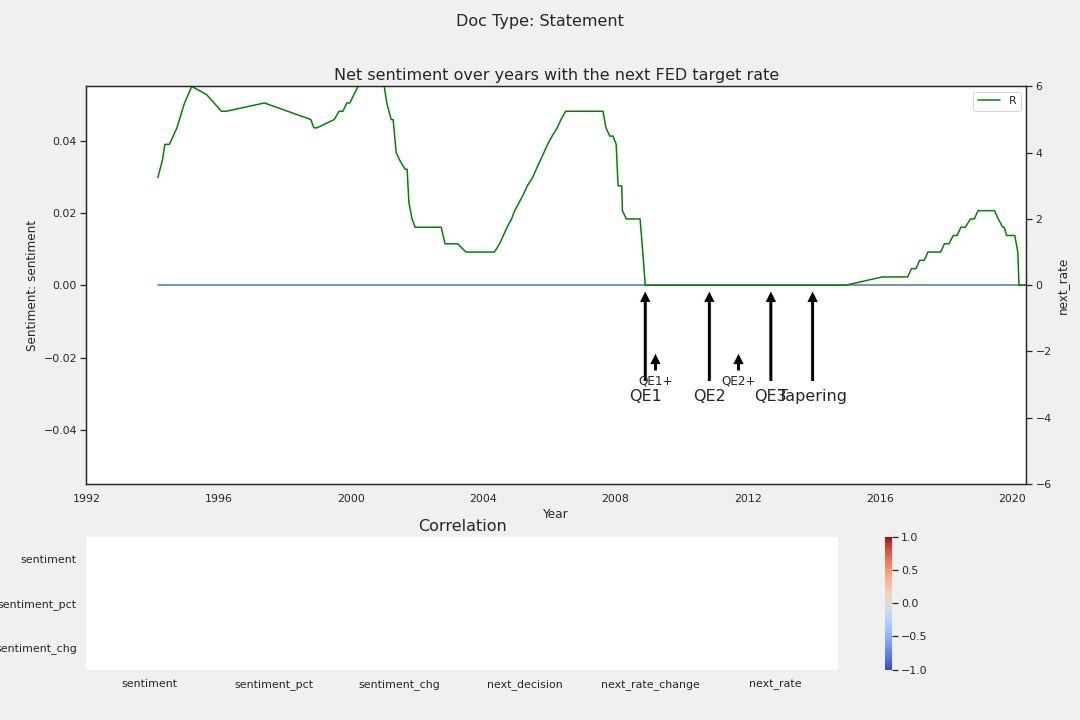 Doc Type: Statement
Net sentiment over years with the next FED target rate
R
0.04
0.02
0.00
−0.02
−0.04
Sentiment: sentiment
6
4
2
0
−2
−4
−6
next_rate
QE1+
QE2+
QE1
QE2
QE3
Tapering
1992
1996
2000
2004
2008
2012
2016
2020
Year
Correlation
sentiment
sentiment_pct
sentiment_chg
sentiment
sentiment_pct
sentiment_chg
next_decision
next_rate_change
next_rate
1.0
0.5
0.0
−0.5
−1.0